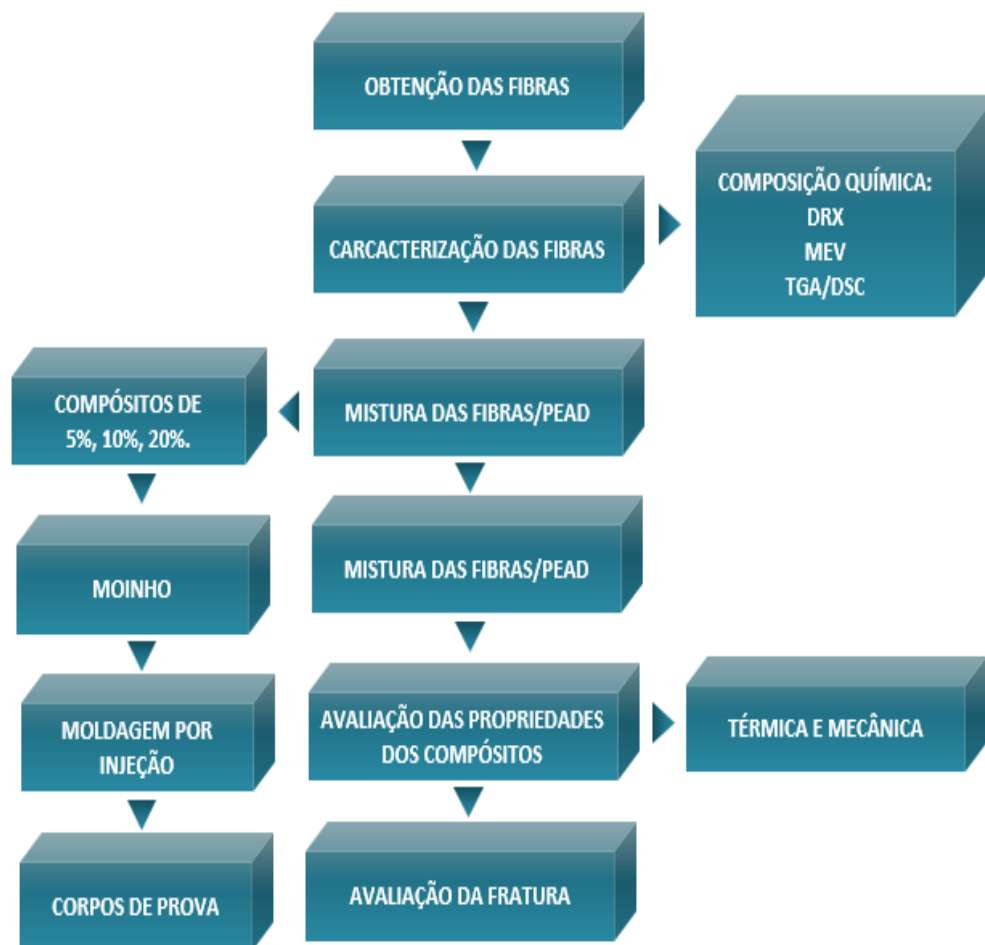 OBTENÇÃO DAS FIBRAS
CARCACTERIZAÇÃO DAS FIBRAS
COMPOSIÇÃO QUÍMICA:
DRX
MEV
TGA/DSC
MISTURA DAS FIBRAS/PEAD
COMPÓSITOS DE
5%, 10%, 20%.
MOINHO
MOLDAGEM POR
INJEÇÃO
CORPOS DE PROVA
MISTURA DAS FIBRAS/PEAD
AVALIAÇÃO DAS PROPRIEDADES
DOS COMPÓSITOS
TÉRMICA E MECÂNICA
AVALIAÇÃO DA FRATURA